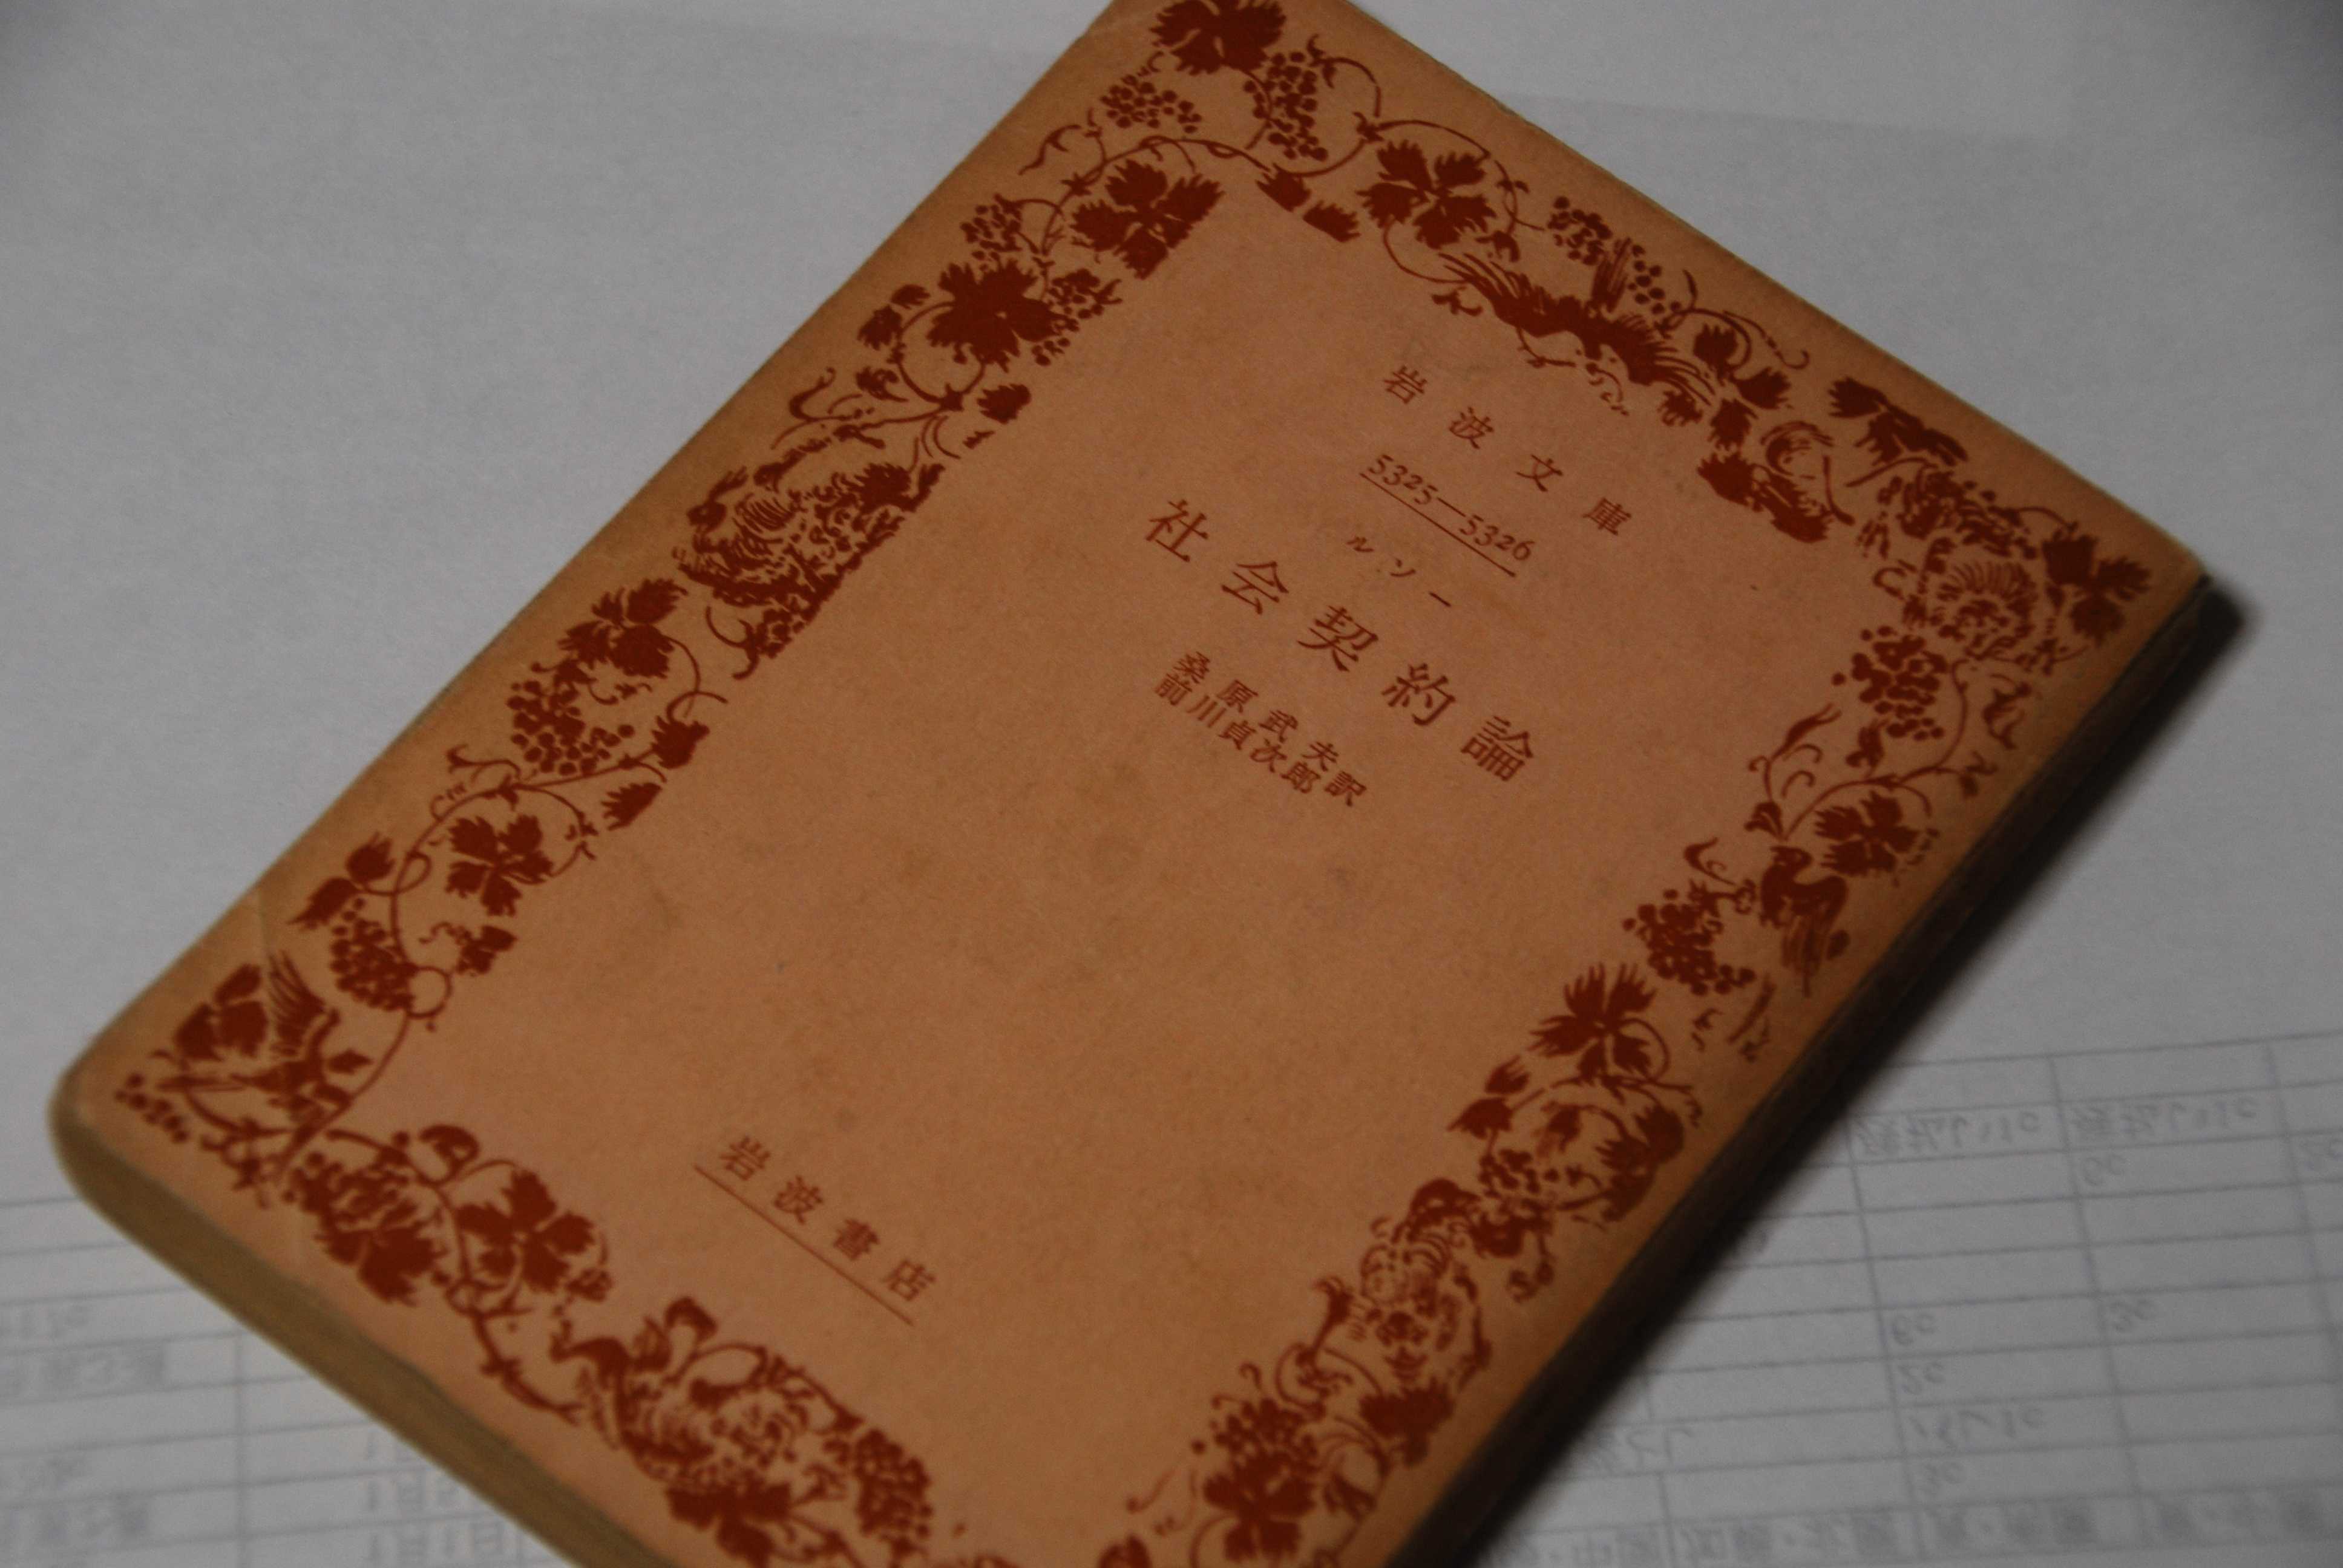 岩波文庫
5325—5326
ルソー
社会契約論
桑原武夫
前川貞次郎 訳
岩波書店